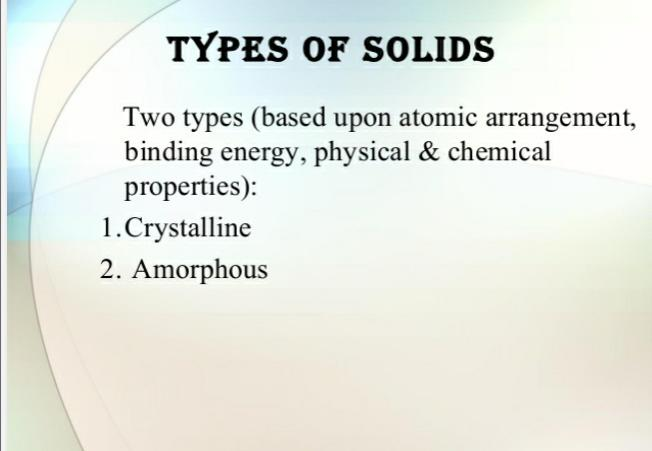 TYPES OF SOLIDS
Two types (based upon atomic arrangement,
binding energy, physical & chemical
properties):
1.Crystalline
2. Amorphous